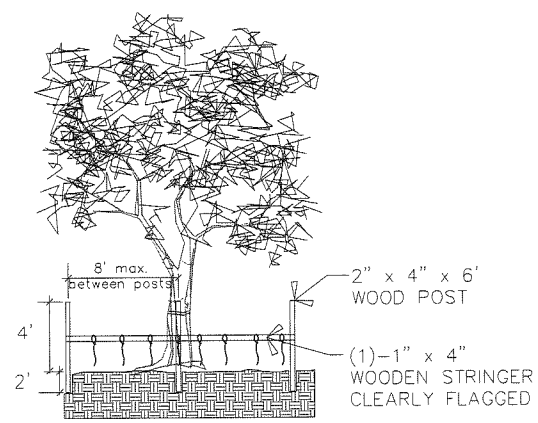 8' max.
between posts
4'
2'
2" x 4" x 6'
WOOD POST
(1)-1" x 4"
WOODEN STRINGER
CLEARLY FLAGGED